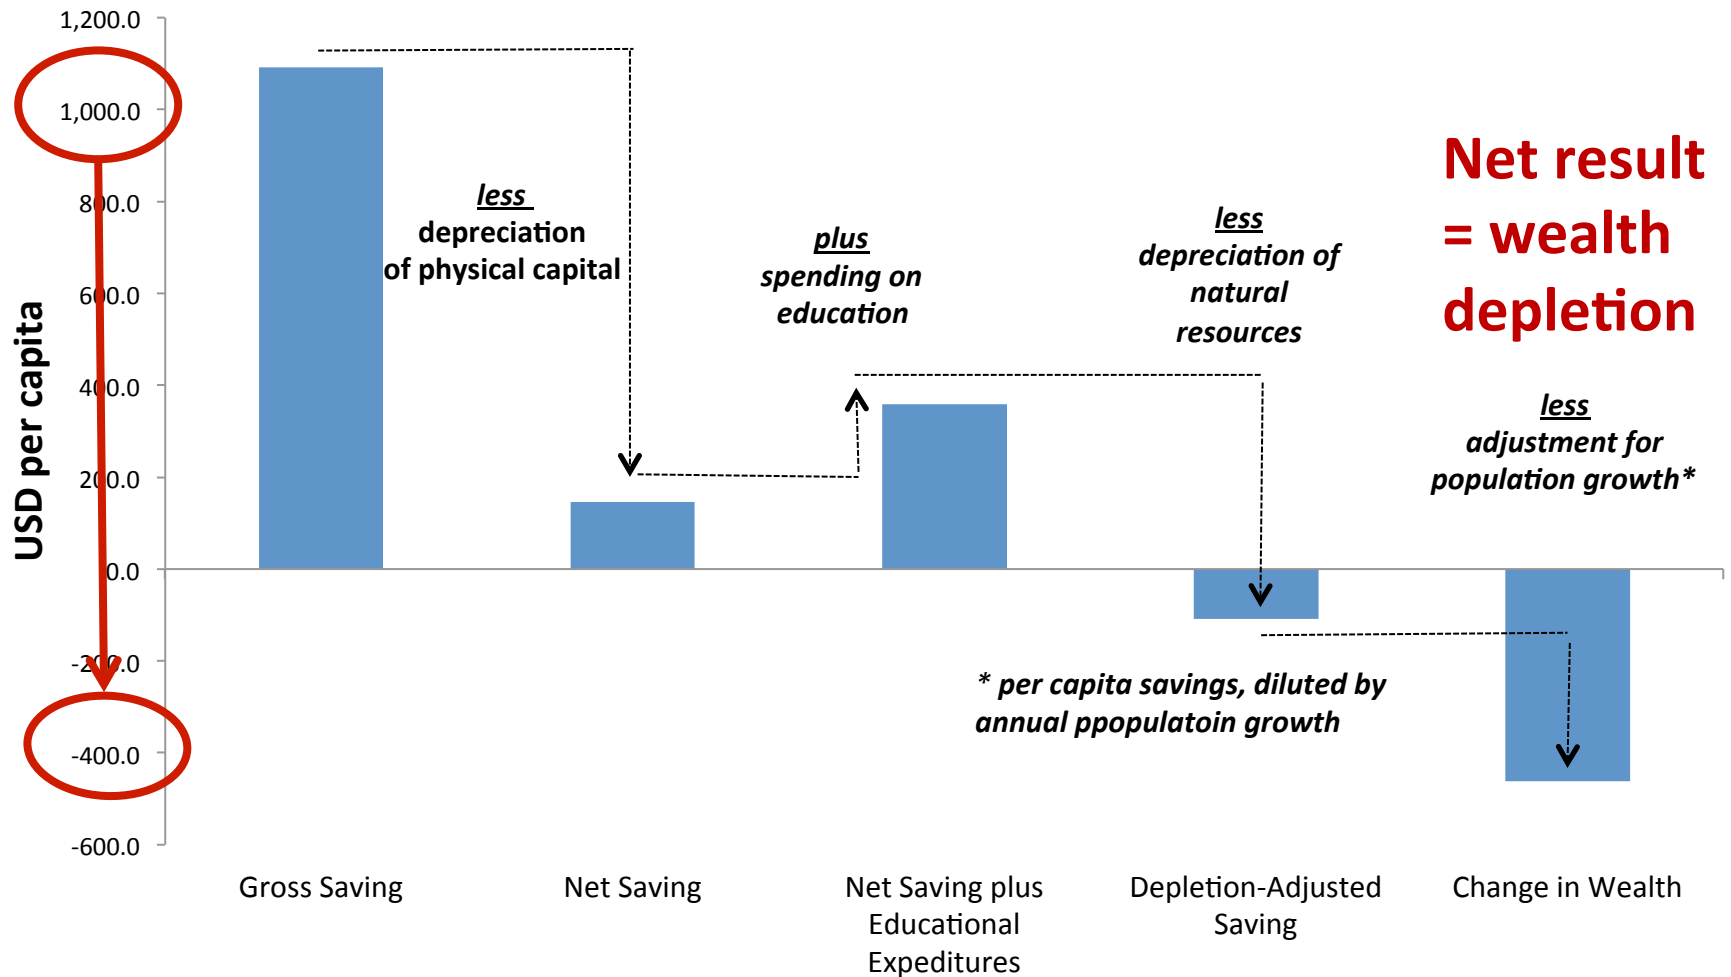 1,200.0
1,000.0
800.0
600.0
400.0
200.0
0.0
-200.0
-400.0
-600.0
USD per capita
less
depreciation
of physical capital
plus
spending on
education
less
depreciation of
natural
resources
Net result
= wealth
depletion
less
adjustment for
population growth*
* per capita savings, diluted by
annual ppopulatoin growth
Gross Saving
Net Saving
Net Saving plus
Educational
Expeditures
Depletion-Adjusted
Saving
Change in Wealth